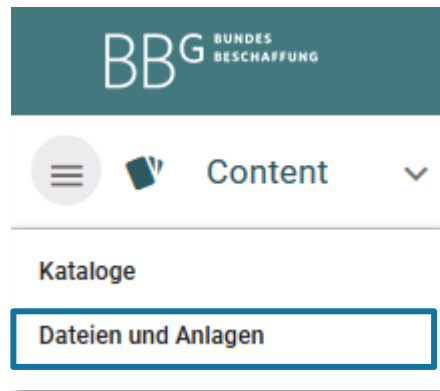 BBG BUNDES
BESCHAFFUNG
Content
Kataloge
Dateien und Anlagen